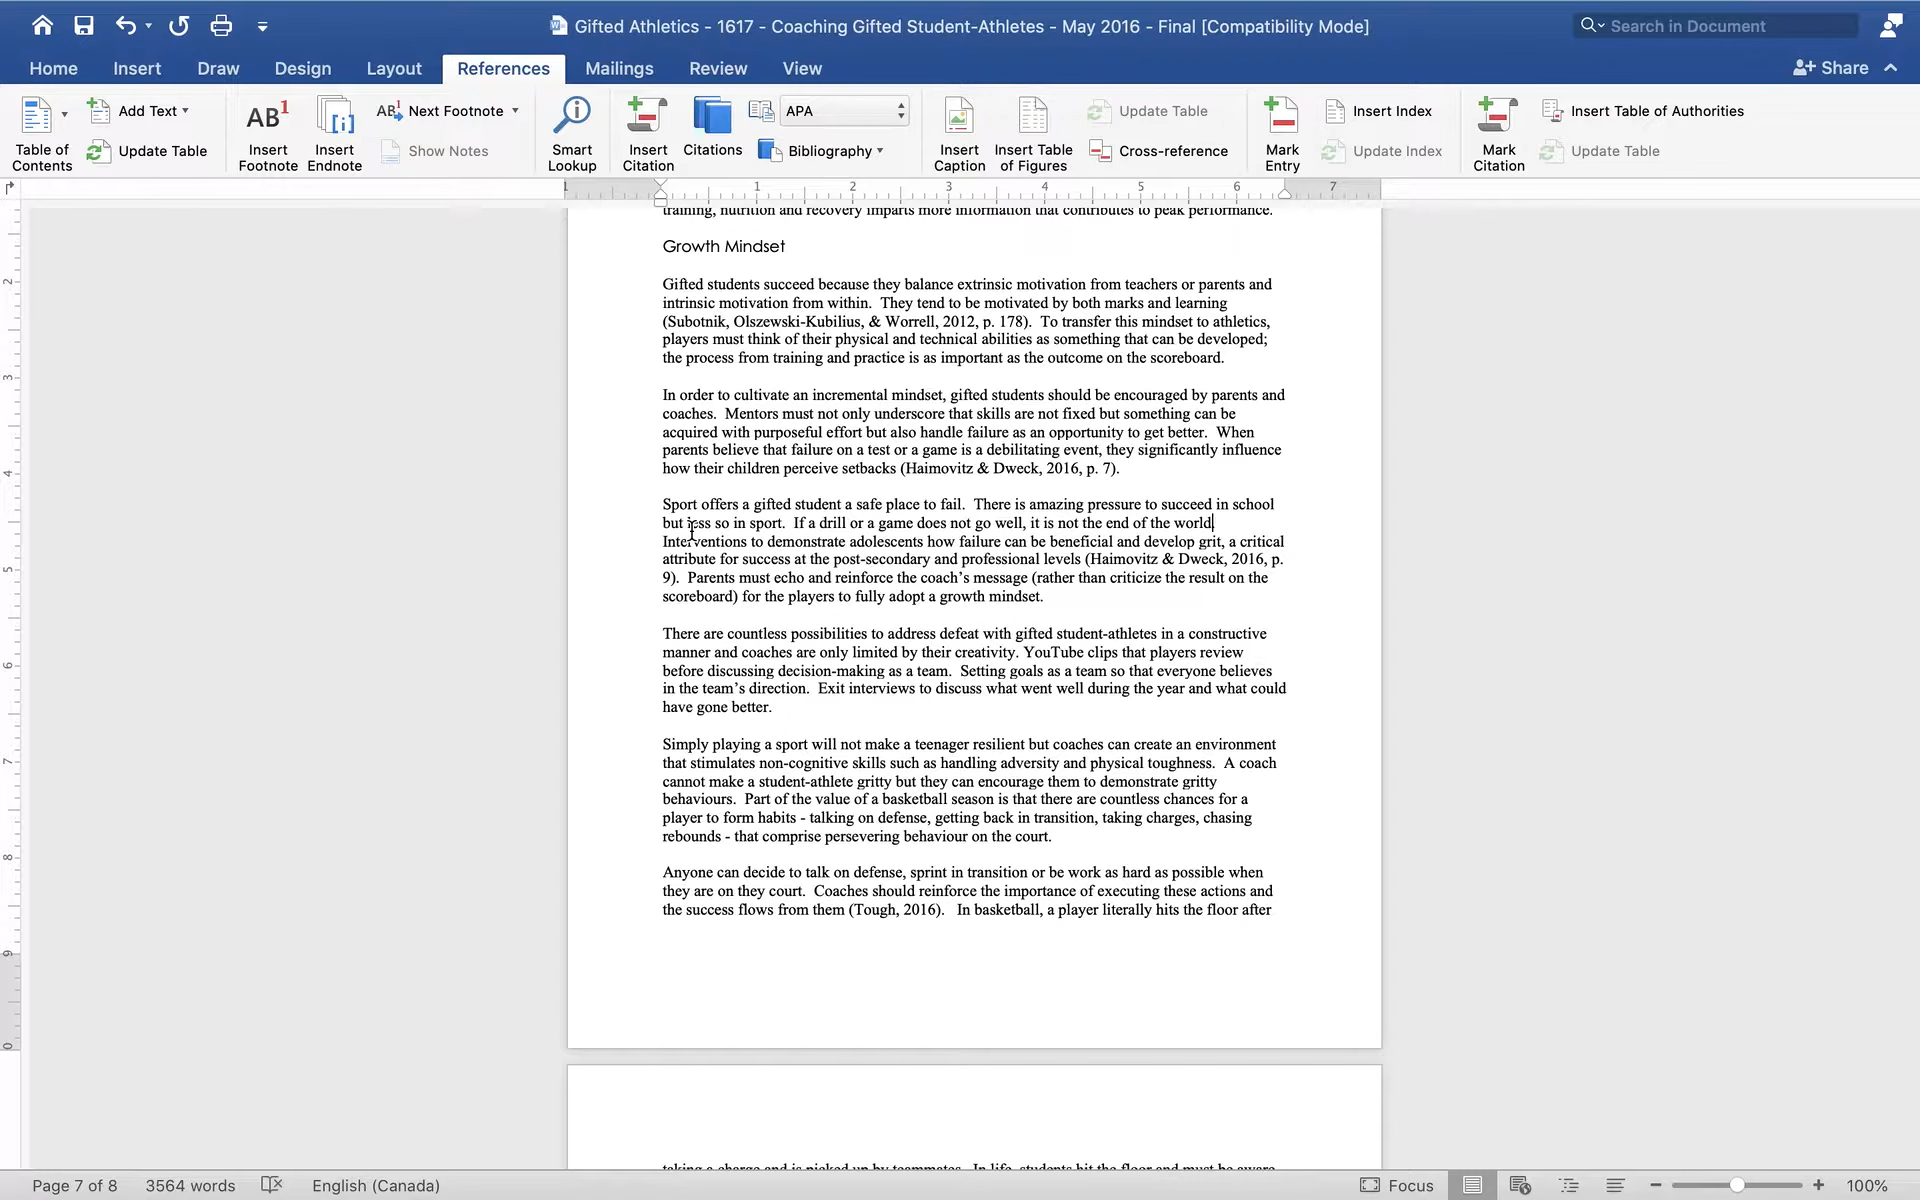 Gifted Athletics - 1617 - Coaching Gifted Student-Athletes - May 2016 - Final [Compatibility Mode]
Search in Document
Home Insert Draw Design Layout References Mailings Review View
Share
Table of Contents
Add Text
Update Table
AB1
Insert Footnote
Insert Endnote
AB1 Next Footnote
Show Notes
Smart Lookup
Insert Citation
Citations
APA
Bibliography
Insert Caption
Insert Table of Figures
Update Table
Cross-reference
Mark Entry
Insert Index
Update Index
Mark Citation
Insert Table of Authorities
Update Table
1 1 2 3 4 5 6 7
training, nutrition and recovery imparts more information that contributes to peak performance.
Growth Mindset
Gifted students succeed because they balance extrinsic motivation from teachers or parents and
intrinsic motivation from within.  They tend to be motivated by both marks and learning
(Subotnik, Olszewski-Kubilius, & Worrell, 2012, p. 178).  To transfer this mindset to athletics,
players must think of their physical and technical abilities as something that can be developed;
the process from training and practice is as important as the outcome on the scoreboard.
In order to cultivate an incremental mindset, gifted students should be encouraged by parents and
coaches.  Mentors must not only underscore that skills are not fixed but something can be
acquired with purposeful effort but also handle failure as an opportunity to get better.  When
parents believe that failure on a test or a game is a debilitating event, they significantly influence
how their children perceive setbacks (Haimovitz & Dweck, 2016, p. 7).
Sport offers a gifted student a safe place to fail.  There is amazing pressure to succeed in school
but less so in sport.  If a drill or a game does not go well, it is not the end of the world
Interventions to demonstrate adolescents how failure can be beneficial and develop grit, a critical
attribute for success at the post-secondary and professional levels (Haimovitz & Dweck, 2016, p.
9).  Parents must echo and reinforce the coach's message (rather than criticize the result on the
scoreboard) for the players to fully adopt a growth mindset.
There are countless possibilities to address defeat with gifted student-athletes in a constructive
manner and coaches are only limited by their creativity. YouTube clips that players review
before discussing decision-making as a team.  Setting goals as a team so that everyone believes
in the team's direction.  Exit interviews to discuss what went well during the year and what could
have gone better.
Simply playing a sport will not make a teenager resilient but coaches can create an environment
that stimulates non-cognitive skills such as handling adversity and physical toughness.  A coach
cannot make a student-athlete gritty but they can encourage them to demonstrate gritty
behaviours.  Part of the value of a basketball season is that there are countless chances for a
player to form habits - talking on defense, getting back in transition, taking charges, chasing
rebounds - that comprise persevering behaviour on the court.
Anyone can decide to talk on defense, sprint in transition or be work as hard as possible when
they are on they court.  Coaches should reinforce the importance of executing these actions and
the success flows from them (Tough, 2016).   In basketball, a player literally hits the floor after
taking a charge and is picked up by teammates.  In life, students hit the floor and must be aware
2
3
4
5
6
7
8
9
0
Page 7 of 8 3564 words English (Canada) Focus 100%